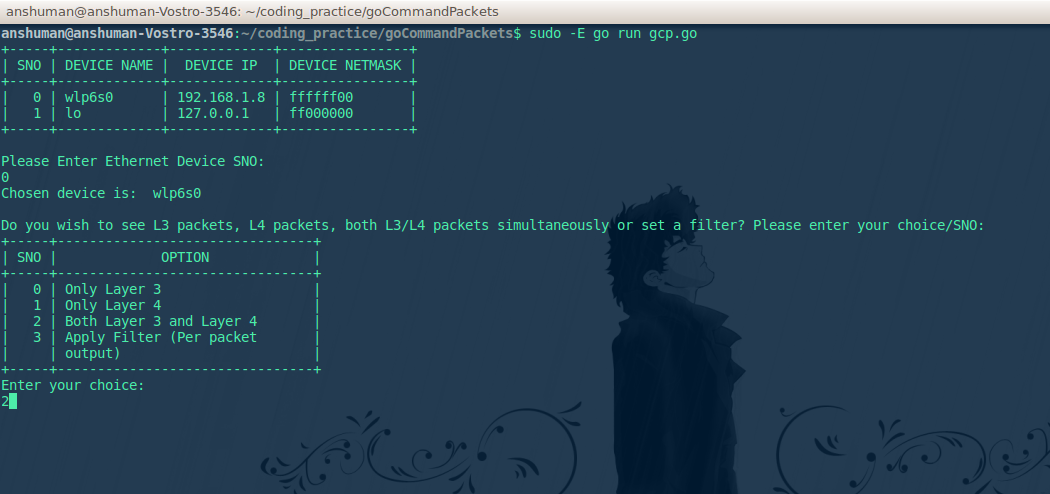 anshuman@anshuman-Vostro-3546: ~/coding_practice/goCommandPackets
anshuman@anshuman-Vostro-3546:~/coding_practice/goCommandPackets$ sudo -E go run gcp.go
+-----+-------------+-------------+----------------+
| SNO | DEVICE NAME |  DEVICE IP  | DEVICE NETMASK |
+-----+-------------+-------------+----------------+
|   0 | wlp6s0      | 192.168.1.8 | ffffff00       |
|   1 | lo          | 127.0.0.1   | ff000000       |
+-----+-------------+-------------+----------------+
Please Enter Ethernet Device SNO:
0
Chosen device is:  wlp6s0
Do you wish to see L3 packets, L4 packets, both L3/L4 packets simultaneously or set a filter? Please enter your choice/SNO:
+-----+--------------------------------+
| SNO |             OPTION             |
+-----+--------------------------------+
|   0 | Only Layer 3                   |
|   1 | Only Layer 4                   |
|   2 | Both Layer 3 and Layer 4       |
|   3 | Apply Filter (Per packet       |
|     | output)                        |
+-----+--------------------------------+
Enter your choice:
2